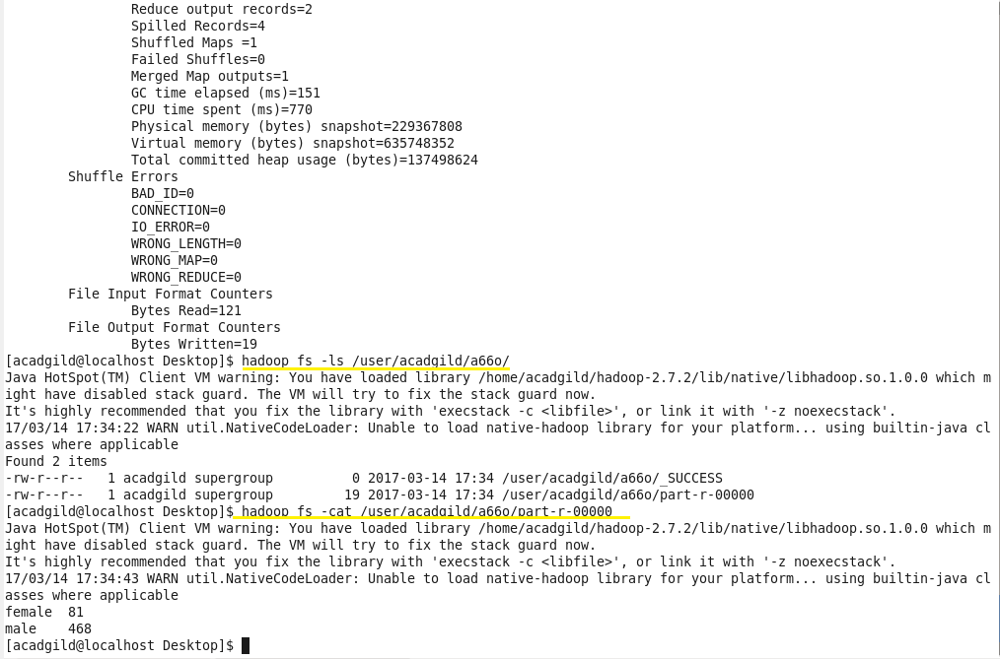 Reduce output records=2
Spilled Records=4
Shuffled Maps =1
Failed Shuffles=0
Merged Map outputs=1
GC time elapsed (ms)=151
CPU time spent (ms)=770
Physical memory (bytes) snapshot=229367808
Virtual memory (bytes) snapshot=635748352
Total committed heap usage (bytes)=137498624
Shuffle Errors
BAD_ID=0
CONNECTION=0
IO_ERROR=0
WRONG_LENGTH=0
WRONG_MAP=0
WRONG_REDUCE=0
File Input Format Counters
Bytes Read=121
File Output Format Counters
Bytes Written=19
[acadgild@localhost Desktop]$ hadoop fs -ls /user/acadgild/a66o/
Java HotSpot(TM) Client VM warning: You have loaded library /home/acadgild/hadoop-2.7.2/lib/native/libhadoop.so.1.0.0 which m
ight have disabled stack guard. The VM will try to fix the stack guard now.
It's highly recommended that you fix the library with 'execstack -c <libfile>', or link it with '-z noexecstack'.
17/03/14 17:34:22 WARN util.NativeCodeLoader: Unable to load native-hadoop library for your platform... using builtin-java cl
asses where applicable
Found 2 items
-rw-r--r--   1 acadgild supergroup          0 2017-03-14 17:34 /user/acadgild/a66o/_SUCCESS
-rw-r--r--   1 acadgild supergroup         19 2017-03-14 17:34 /user/acadgild/a66o/part-r-00000
[acadgild@localhost Desktop]$ hadoop fs -cat /user/acadgild/a66o/part-r-00000
Java HotSpot(TM) Client VM warning: You have loaded library /home/acadgild/hadoop-2.7.2/lib/native/libhadoop.so.1.0.0 which m
ight have disabled stack guard. The VM will try to fix the stack guard now.
It's highly recommended that you fix the library with 'execstack -c <libfile>', or link it with '-z noexecstack'.
17/03/14 17:34:43 WARN util.NativeCodeLoader: Unable to load native-hadoop library for your platform... using builtin-java cl
asses where applicable
female  81
male    468
[acadgild@localhost Desktop]$